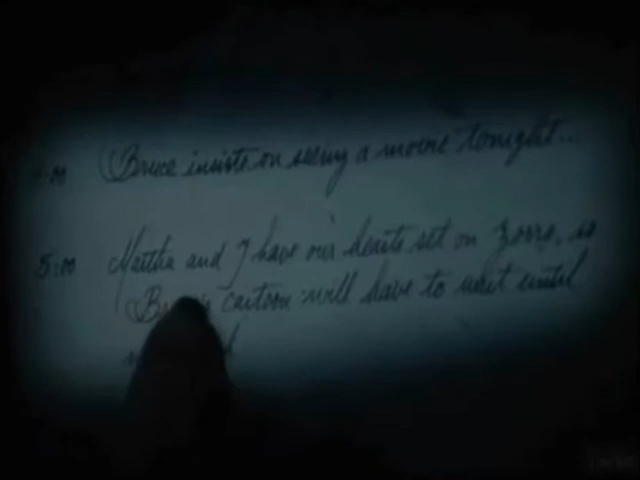 :00 Bruce insists on seeing a movie tonight...
5:00 Martha and I have our hearts set on Zorro, so
cartoon will have to wait until